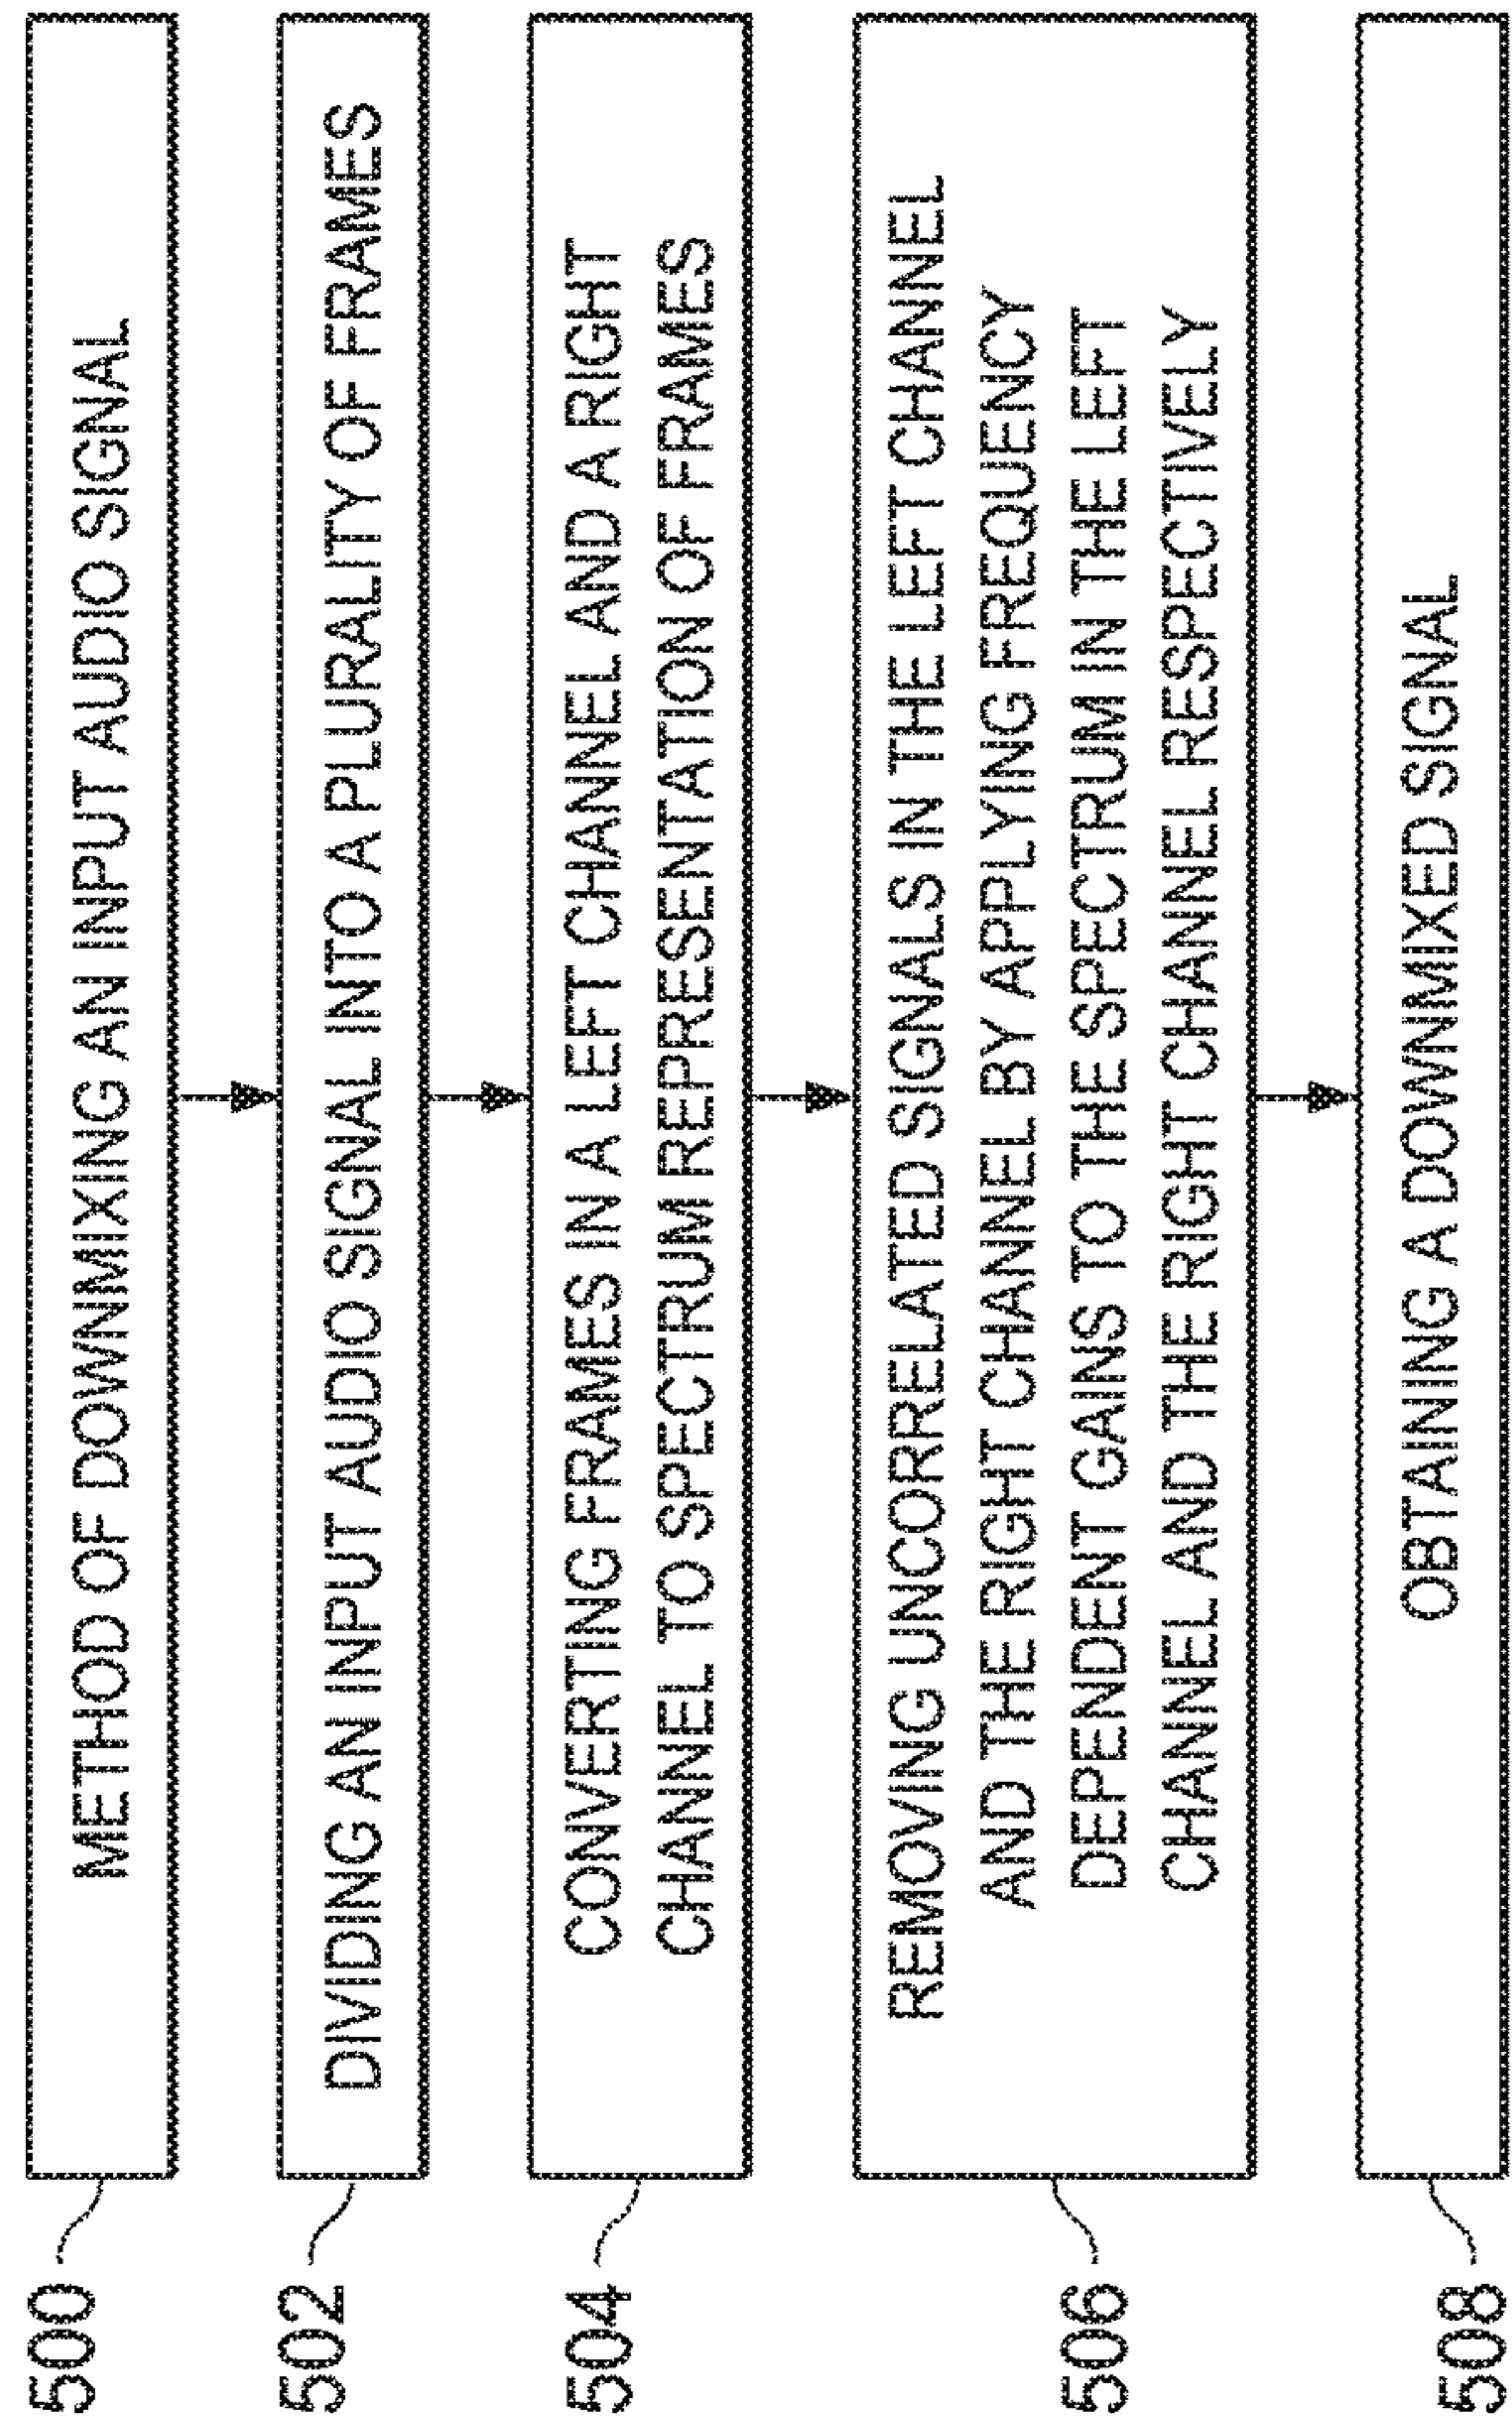 500
METHOD OF DOWNMIXING AN INPUT AUDIO SIGNAL
502
DIVIDING AN INPUT AUDIO SIGNAL INTO A PLURALITY OF FRAMES
504
CONVERTING FRAMES IN A LEFT CHANNEL AND A RIGHT
CHANNEL TO SPECTRUM REPRESENTATION OF FRAMES
506
REMOVING UNCORRELATED SIGNALS IN THE LEFT CHANNEL
AND THE RIGHT CHANNEL BY APPLYING FREQUENCY
DEPENDENT GAINS TO THE SPECTRUM IN THE LEFT
CHANNEL AND THE RIGHT CHANNEL RESPECTIVELY
508
OBTAINING A DOWNMIXED SIGNAL